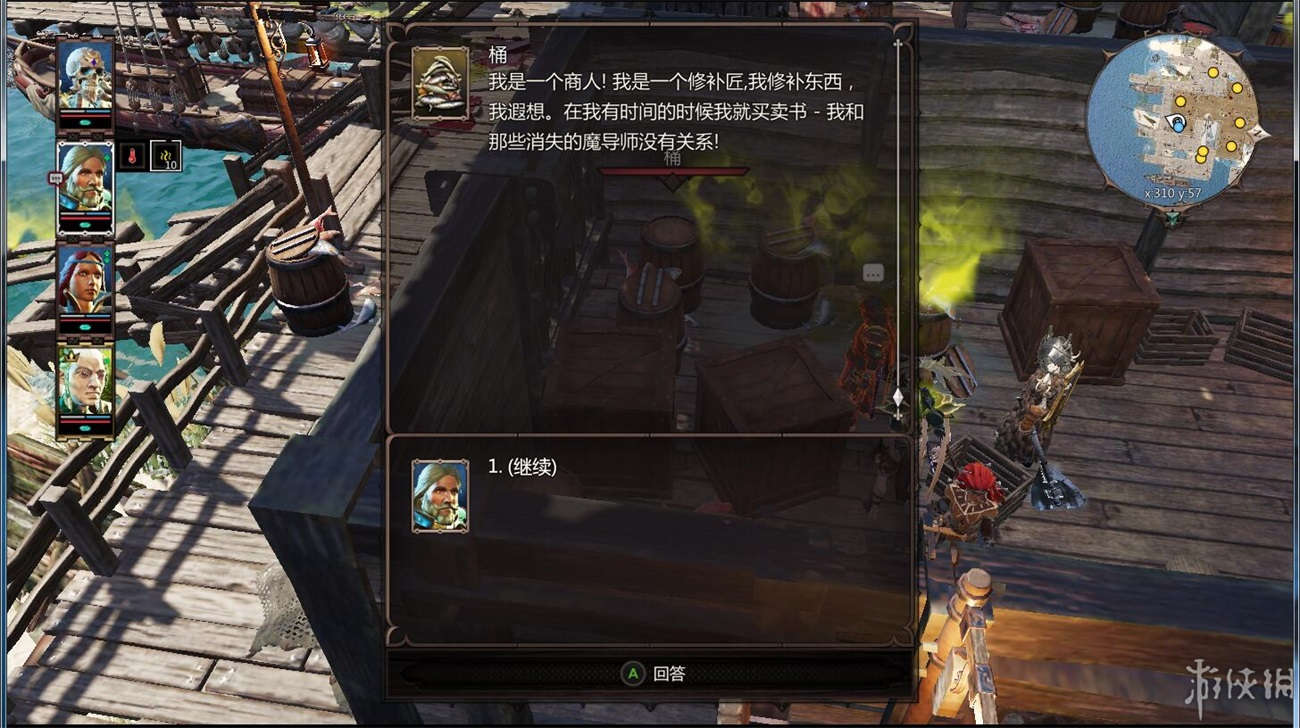 桶
我是一个商人! 我是一个修补匠,我修补东西，
我遐想。在我有时间的时候我就买卖书 - 我和
那些消失的魔导师没有关系!
桶
10
x:310 y:57
1. (继续)
A 回答
游侠网